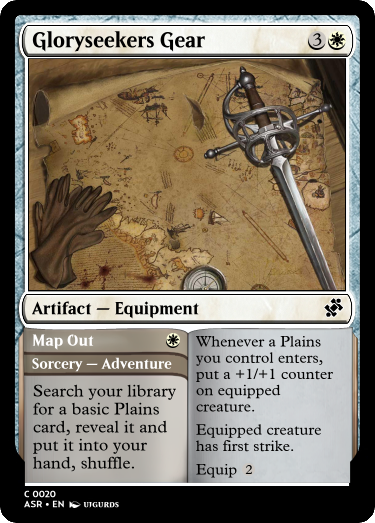 Gloryseekers Gear 3
Artifact — Equipment
Map Out
Sorcery — Adventure
Search your library
for a basic Plains
card, reveal it and
put it into your
hand, shuffle.
Whenever a Plains
you control enters,
put a +1/+1 counter
on equipped
creature.
Equipped creature
has first strike.
Equip 2
C 0020
ASR • EN UTGURDS